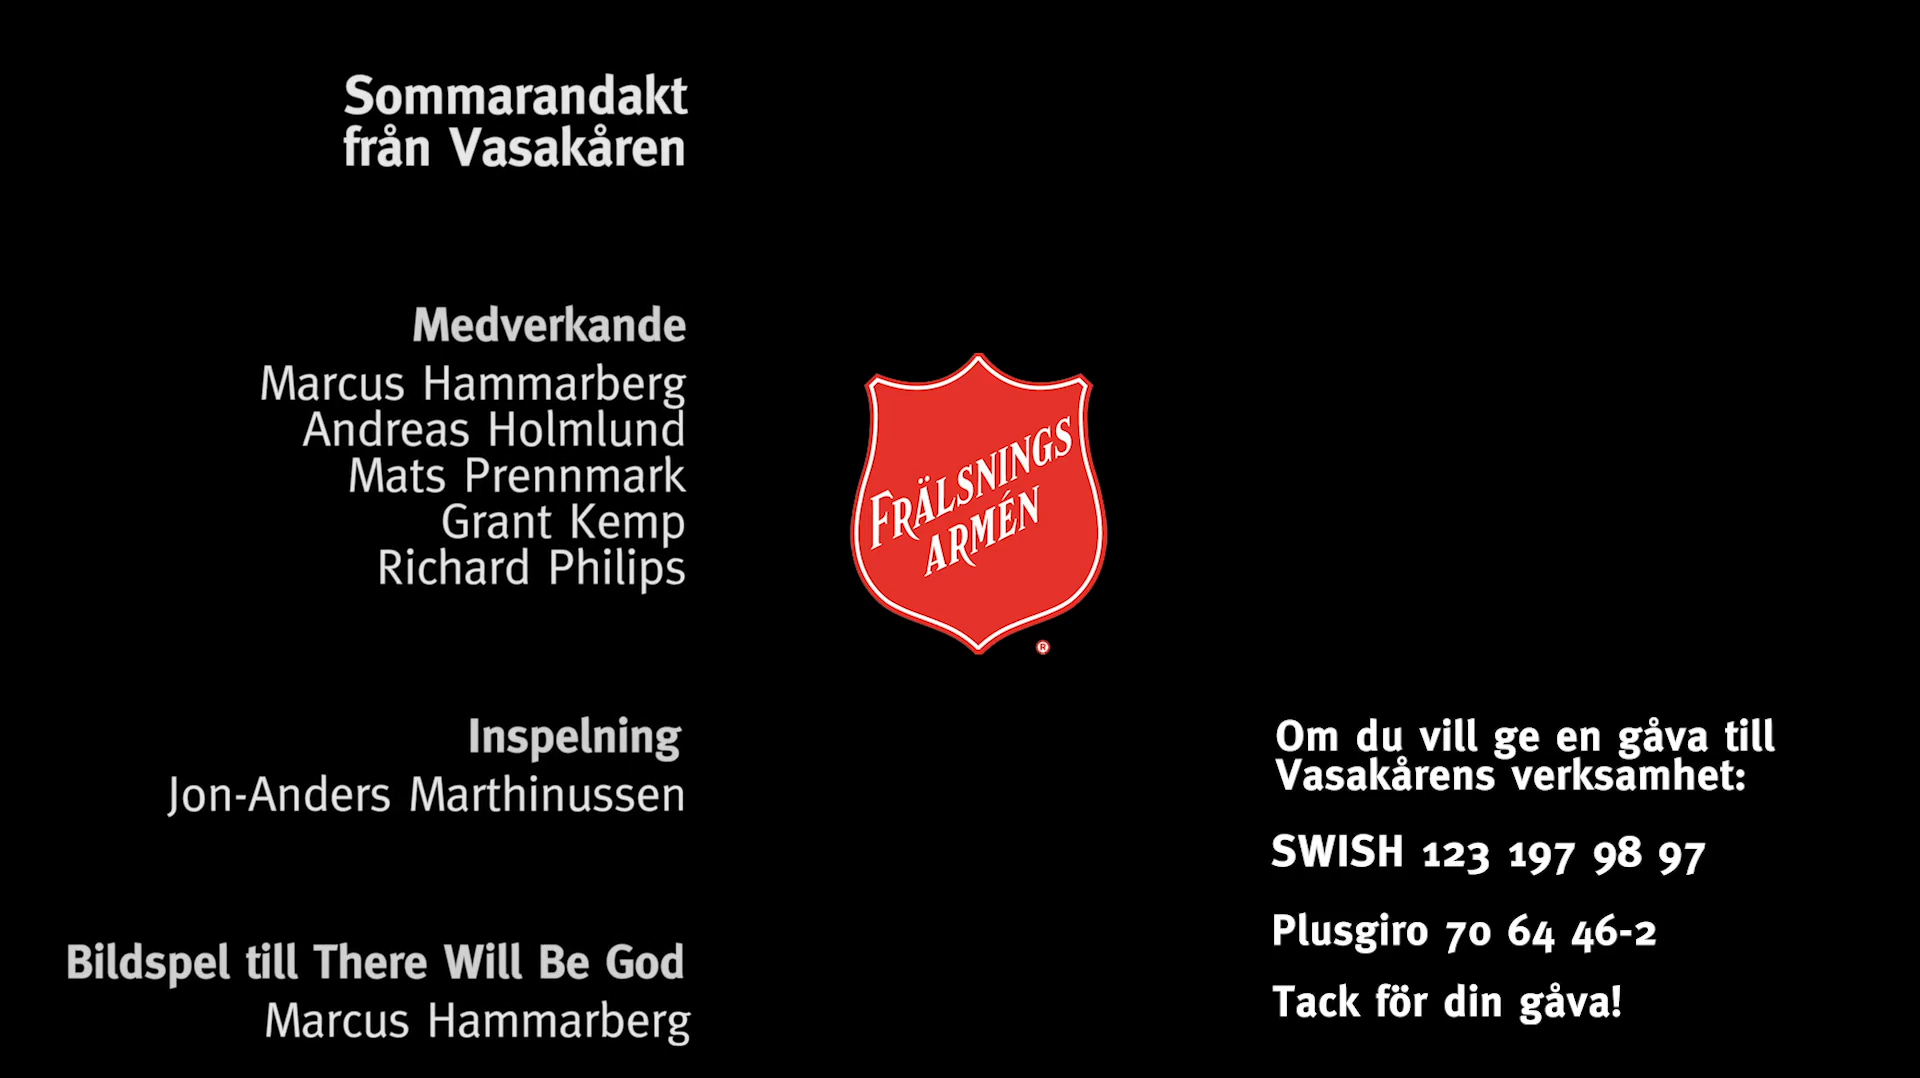 Sommarandakt
från Vasakåren
Medverkande
Marcus Hammarberg
Andreas Holmlund
Mats Prennmark
Grant Kemp
Richard Philips
Inspelning
Jon-Anders Marthinussen
Bildspel till There Will Be God
Marcus Hammarberg
FRÄLSNINGS
ARMÉN
®
Om du vill ge en gåva till
Vasakårens verksamhet:
SWISH 123 197 98 97
Plusgiro 70 64 46-2
Tack för din gåva!